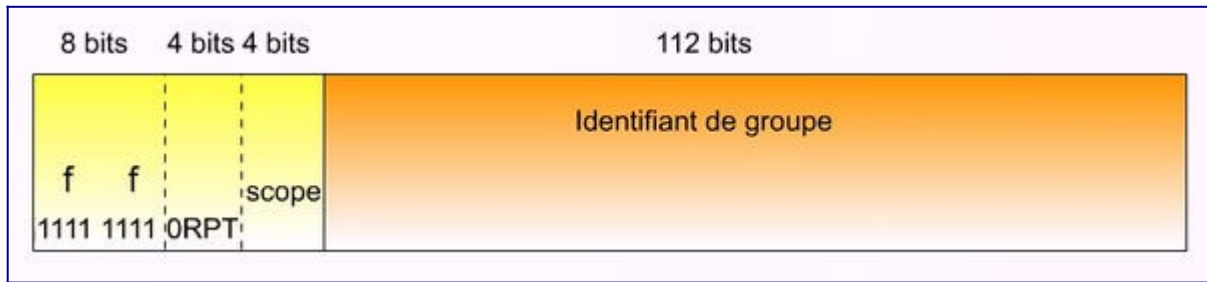 8 bits 4 bits 4 bits 112 bits
Identifiant de groupe
f f
scope
1111 1111 0RPT